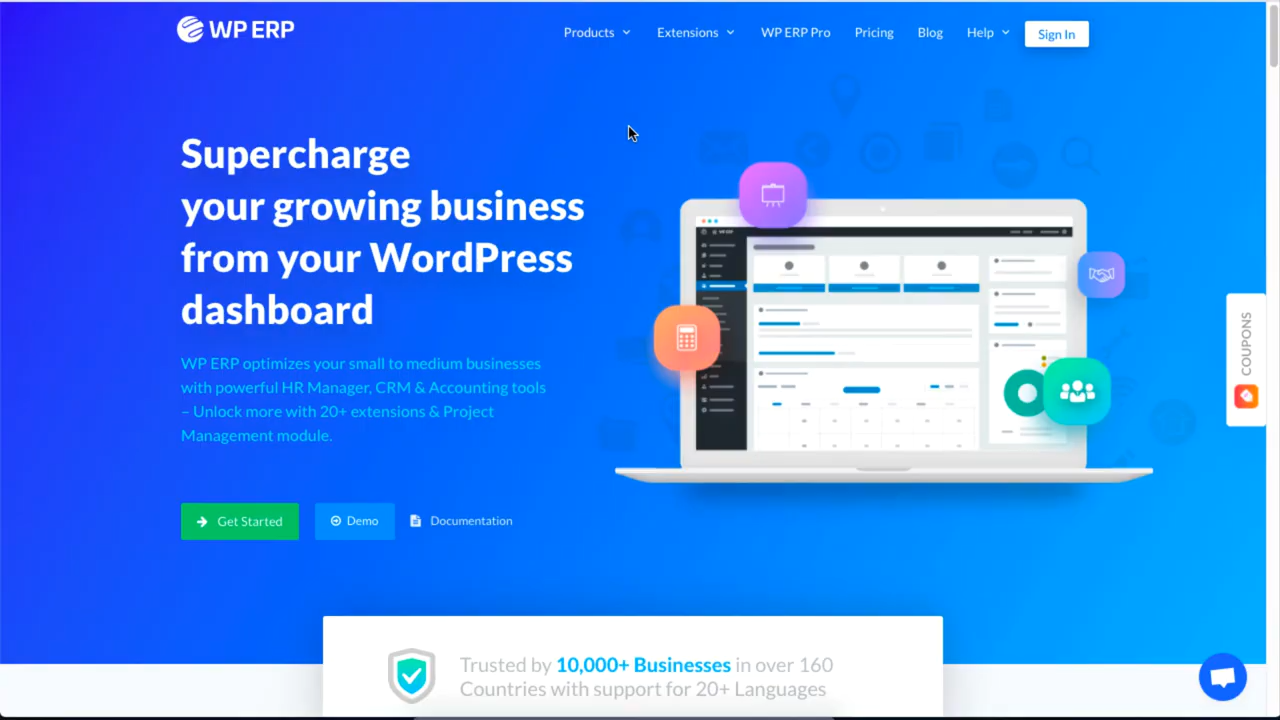 WP ERP
Products
Extensions
WP ERP Pro
Pricing
Blog
Help
Sign In
Supercharge
your growing business
from your WordPress
dashboard
WP ERP optimizes your small to medium businesses
with powerful HR Manager, CRM & Accounting tools
– Unlock more with 20+ extensions & Project
Management module.
Get Started
Demo
Documentation
COUPONS
Trusted by 10,000+ Businesses in over 160
Countries with support for 20+ Languages